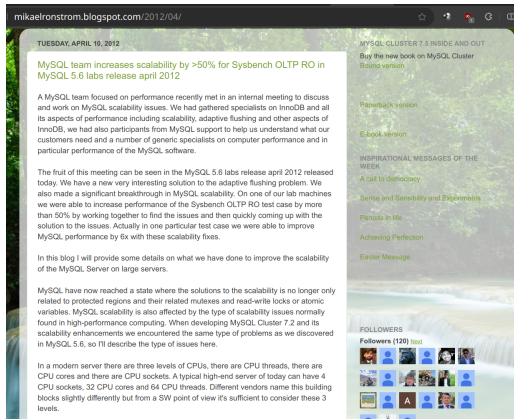 mikaelronstrom.blogspot.com/2012/04/
TUESDAY, APRIL 10, 2012
MySQL team increases scalability by >50% for Sysbench OLTP RO in
MySQL 5.6 labs release april 2012
A MySQL team focused on performance recently met in an internal meeting to discuss
and work on MySQL scalability issues. We had gathered specialists on InnoDB and all
its aspects of performance including scalability, adaptive flushing and other aspects of
InnoDB, we had also participants from MySQL support to help us understand what our
customers need and a number of generic specialists on computer performance and in
particular performance of the MySQL software.
The fruit of this meeting can be seen in the MySQL 5.6 labs release april 2012 released
today. We have a new very interesting solution to the adaptive flushing problem. We
also made a significant breakthrough in MySQL scalability. On one of our lab machines
we were able to increase performance of the Sysbench OLTP RO test case by more
than 50% by working together to find the issues and then quickly coming up with the
solution to the issues. Actually in one particular test case we were able to improve
MySQL performance by 6x with these scalability fixes.
In this blog I will provide some details on what we have done to improve the scalability
of the MySQL Server on large servers.
MySQL have now reached a state where the solutions to the scalability is no longer only
related to protected regions and their related mutexes and read-write locks or atomic
variables. MySQL scalability is also affected by the type of scalability issues normally
found in high-performance computing. When developing MySQL Cluster 7.2 and its
scalability enhancements we encountered the same type of problems as we discovered
in MySQL 5.6, so I'll describe the type of issues here.
In a modern server there are three levels of CPUs, there are CPU threads, there are
CPU cores and there are CPU sockets. A typical high-end server of today can have 4
CPU sockets, 32 CPU cores and 64 CPU threads. Different vendors name this building
blocks slightly differently but from a SW point of view it's sufficient to consider these 3
levels.
MYSQL CLUSTER 7.5 INSIDE AND OUT
Buy the new book on MySQL Cluster
Bound version
Paperback version
E-book version
INSPIRATIONAL MESSAGES OF THE
WEEK
A call to democracy
Sense and Sensibility and Experiments
Periods in life
Achieving Perfection
Easter Message
FOLLOWERS
Followers (120) Next
A